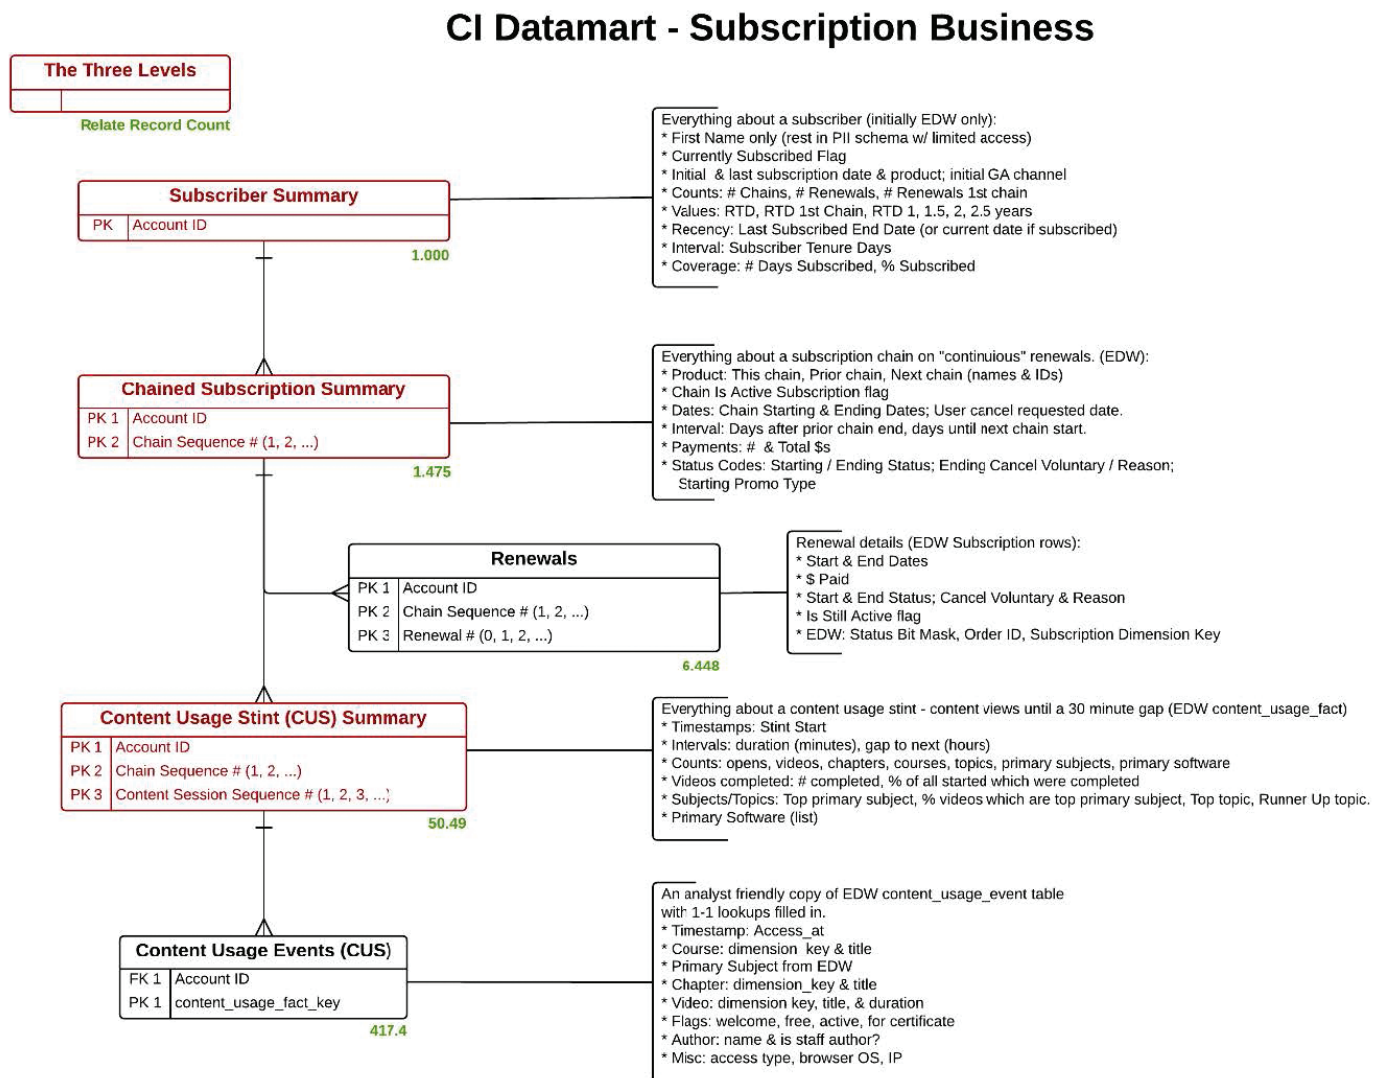 CI Datamart - Subscription Business
The Three Levels
Relate Record Count
Subscriber Summary
PK Account ID
1.000
Everything about a subscriber (initially EDW only):
* First Name only (rest in PII schema w/ limited access)
* Currently Subscribed Flag
* Initial & last subscription date & product; initial GA channel
* Counts: # Chains, # Renewals, # Renewals 1st chain
* Values: RTD, RTD 1st Chain, RTD 1, 1.5, 2, 2.5 years
* Recency: Last Subscribed End Date (or current date if subscribed)
* Interval: Subscriber Tenure Days
* Coverage: # Days Subscribed, % Subscribed
Chained Subscription Summary
PK 1 Account ID
PK 2 Chain Sequence # (1, 2, ...)
1.475
Everything about a subscription chain on "continuious" renewals. (EDW):
* Product: This chain, Prior chain, Next chain (names & IDs)
* Chain Is Active Subscription flag
* Dates: Chain Starting & Ending Dates; User cancel requested date.
* Interval: Days after prior chain end, days until next chain start.
* Payments: # & Total $s
* Status Codes: Starting / Ending Status; Ending Cancel Voluntary / Reason;
Starting Promo Type
Renewals
PK 1 Account ID
PK 2 Chain Sequence # (1, 2, ...)
PK 3 Renewal # (0, 1, 2, ...)
6.448
Renewal details (EDW Subscription rows):
* Start & End Dates
* $ Paid
* Start & End Status; Cancel Voluntary & Reason
* Is Still Active flag
* EDW: Status Bit Mask, Order ID, Subscription Dimension Key
Content Usage Stint (CUS) Summary
PK 1 Account ID
PK 2 Chain Sequence # (1, 2, ...)
PK 3 Content Session Sequence # (1, 2, 3, ...)
50.49
Everything about a content usage stint - content views until a 30 minute gap (EDW content_usage_fact)
* Timestamps: Stint Start
* Intervals: duration (minutes), gap to next (hours)
* Counts: opens, videos, chapters, courses, topics, primary subjects, primary software
* Videos completed: # completed, % of all started which were completed
* Subjects/Topics: Top primary subject, % videos which are top primary subject, Top topic, Runner Up topic.
* Primary Software (list)
Content Usage Events (CUS)
FK 1 Account ID
PK 1 content_usage_fact_key
417.4
An analyst friendly copy of EDW content_usage_event table
with 1-1 lookups filled in.
* Timestamp: Access_at
* Course: dimension_key & title
* Primary Subject from EDW
* Chapter: dimension_key & title
* Video: dimension key, title, & duration
* Flags: welcome, free, active, for certificate
* Author: name & is staff author?
* Misc: access type, browser OS, IP